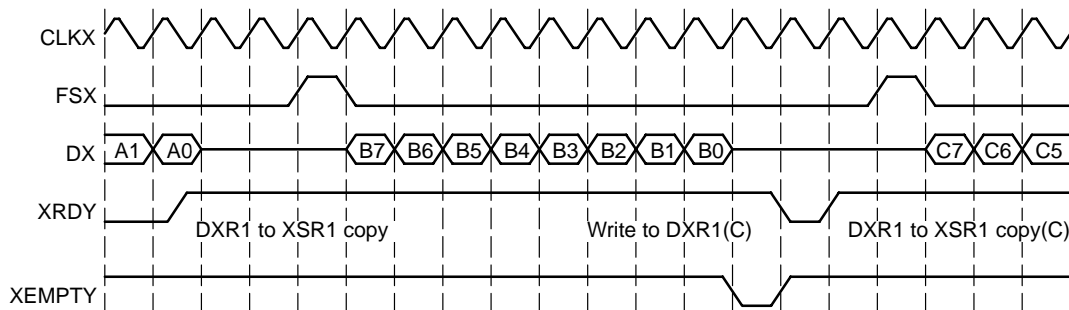 CLKX
FSX
DX A1 A0 B7 B6 B5 B4 B3 B2 B1 B0 C7 C6 C5
XRDY
DXR1 to XSR1 copy Write to DXR1(C) DXR1 to XSR1 copy(C)
XEMPTY